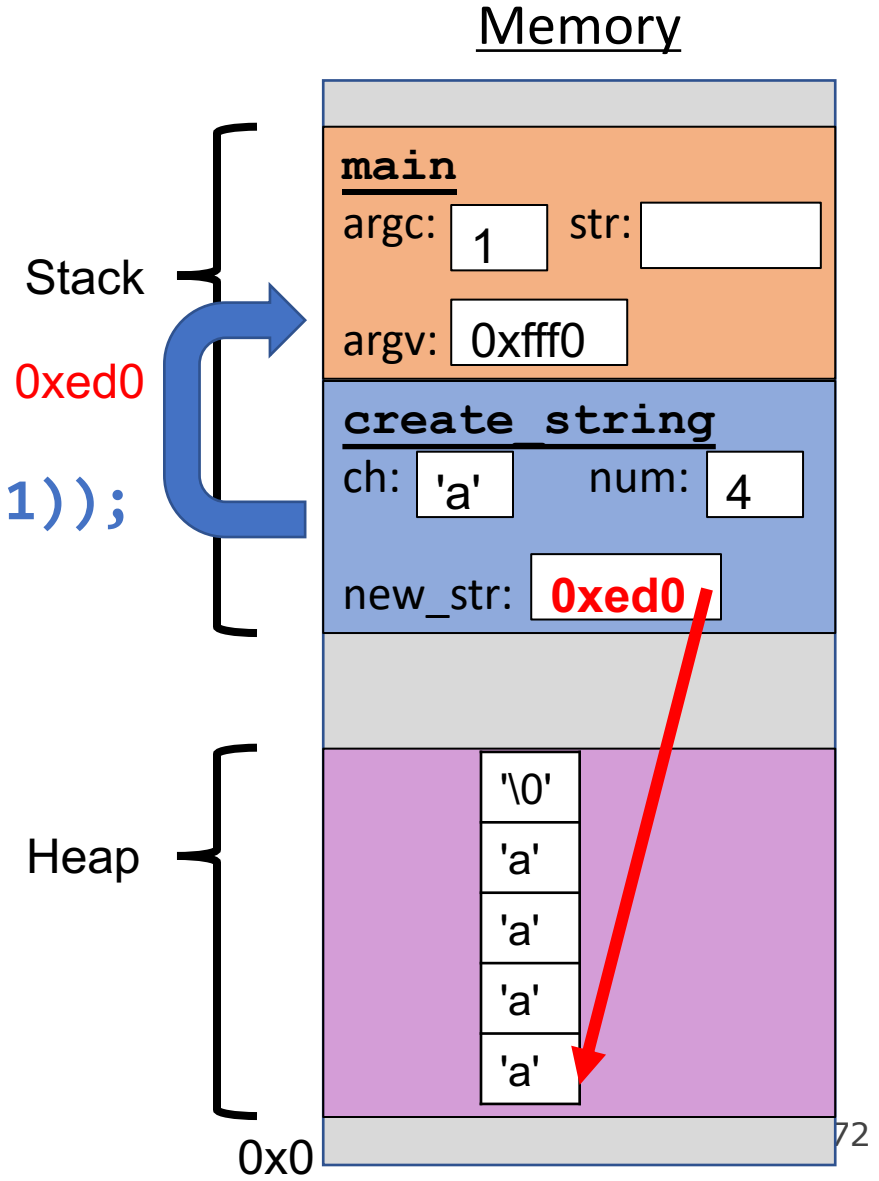 Memory
main
argc: 1 str:
Stack
argv: 0xfff0
0xed0
create_string
ch: 'a' num: 4
1));
new_str: 0xed0
'\0'
Heap
'a'
'a'
'a'
'a'
72
0x0